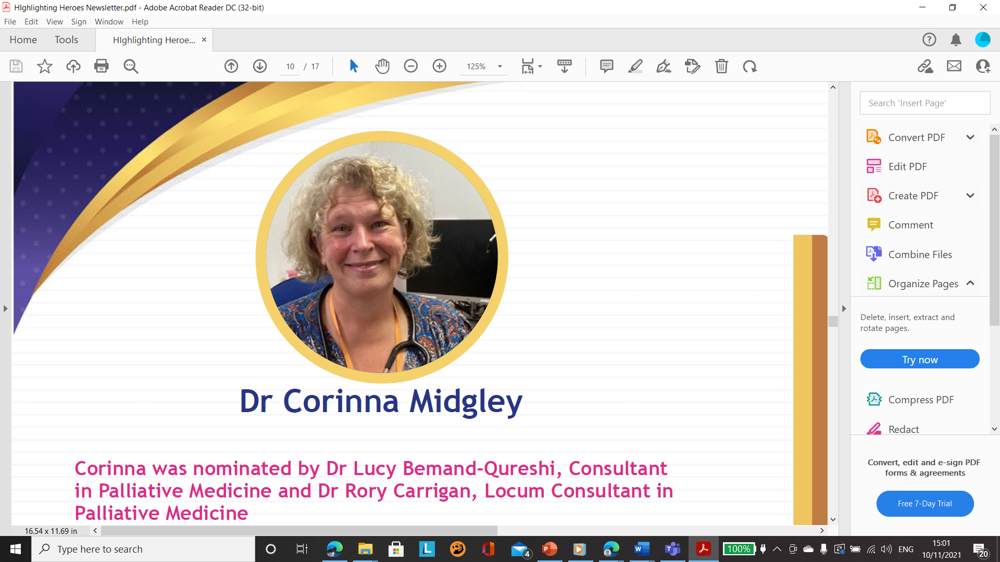 HIghlighting Heroes Newsletter.pdf - Adobe Acrobat Reader DC (32-bit)
File Edit View Sign Window Help
Home Tools HIghlighting Heroe... ×
10 / 17 125%
Search 'Insert Page'
Convert PDF
Edit PDF
Create PDF
Comment
Combine Files
Organize Pages
Delete, insert, extract and
rotate pages.
Try now
Compress PDF
Redact
Convert, edit and e-sign PDF
forms & agreements
Free 7-Day Trial
Dr Corinna Midgley
Corinna was nominated by Dr Lucy Bemand-Qureshi, Consultant
in Palliative Medicine and Dr Rory Carrigan, Locum Consultant in
Palliative Medicine
16.54 x 11.69 in
Type here to search
L
4
100%
ENG
15:01
10/11/2021
20